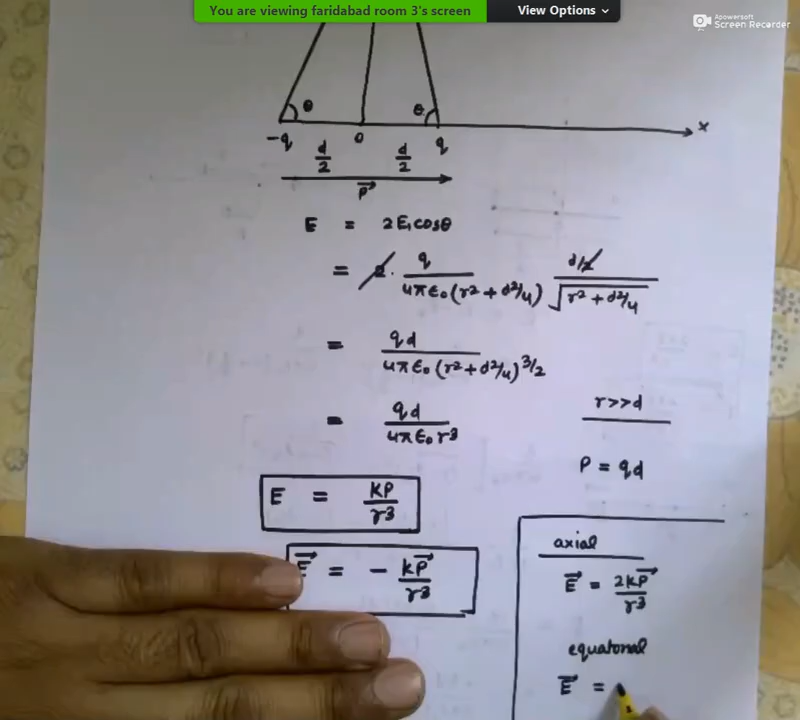 You are viewing faridabad room 3's screen
View Options
Apowersoft
Screen Recorder
θ
θ
x
-q
d/2
0
d/2
q
p⃗
E = 2E₁cosθ
= 2. q/4πε₀(r²+d²/4) d/2/√(r²+d²/4)
= qd/4πε₀(r²+d²/4)^3/2
= qd/4πε₀r³
r>>d
P = qd
E = KP/r³
E⃗ = - kP⃗/r³
axial
E⃗ = 2kP⃗/r³
equatorial
E⃗ =